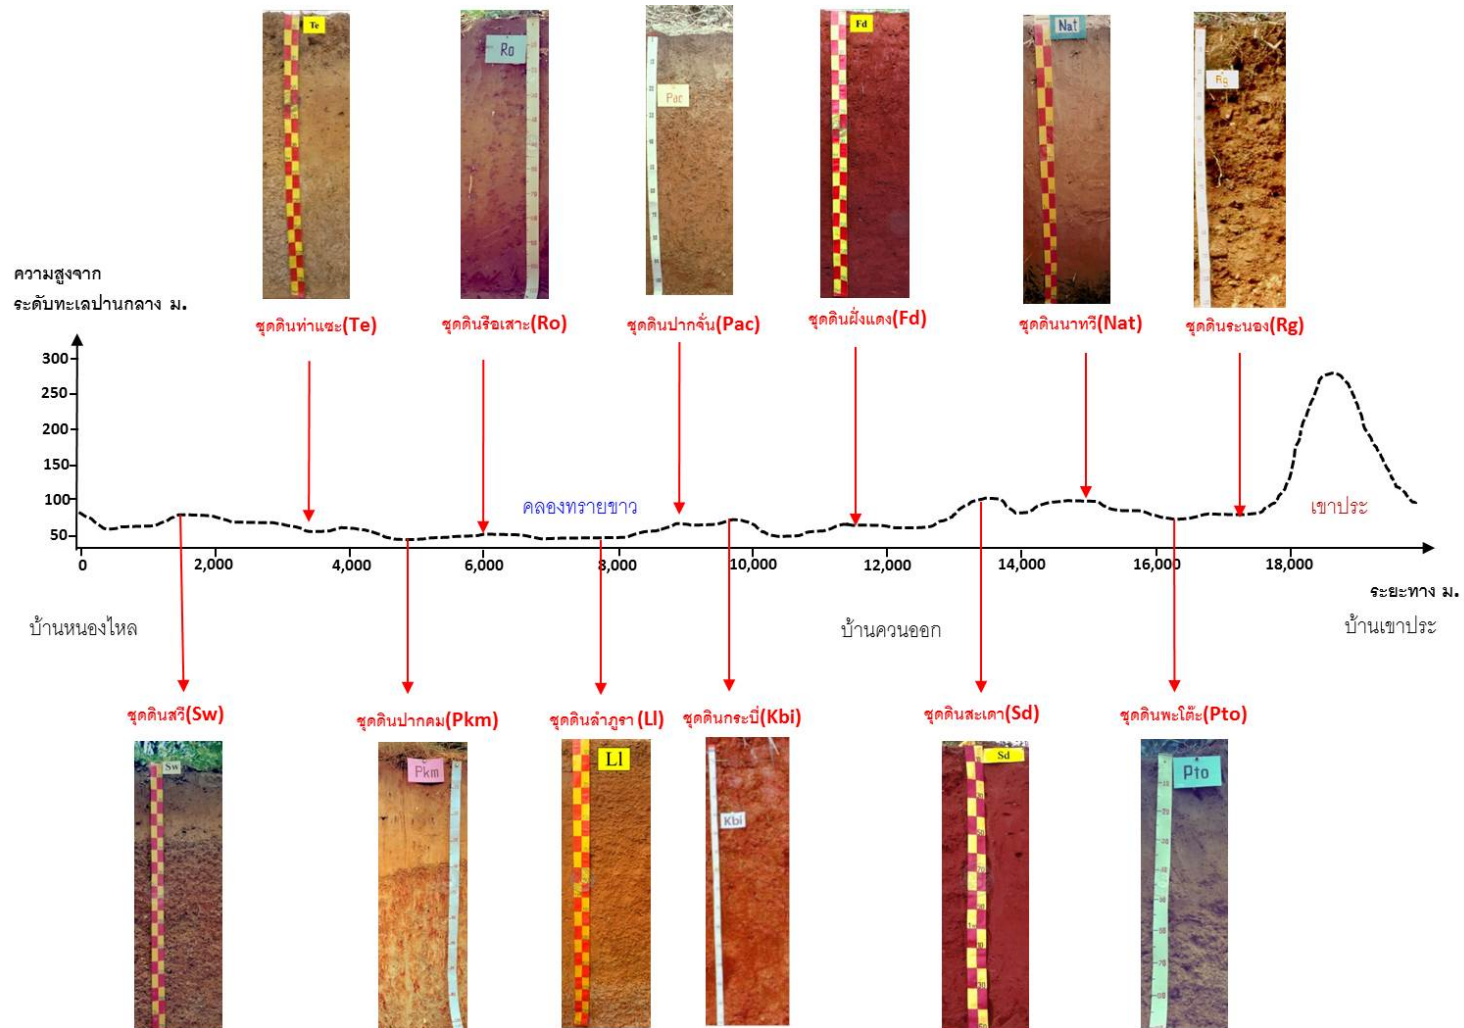 Te
Ro
Pac
Fd
Nat
Rg
ความสูงจาก
ระดับทะเลปานกลาง ม.
ชุดดินท่าแซะ(Te)
ชุดดินรือเสาะ(Ro)
ชุดดินปากจั่น(Pac)
ชุดดินฝั่งแดง(Fd)
ชุดดินนาทวี(Nat)
ชุดดินระนอง(Rg)
300
250
200
150
100
50
คลองทรายขาว
เขาประ
0
2,000
4,000
6,000
8,000
10,000
12,000
14,000
16,000
18,000
ระยะทาง ม.
บ้านหนองไหล
บ้านควนออก
บ้านเขาประ
ชุดดินสวี(Sw)
ชุดดินปากคม(Pkm)
ชุดดินลำภูรา (Ll)
ชุดดินกระบี่(Kbi)
ชุดดินสะเดา(Sd)
ชุดดินพะโต๊ะ(Pto)
Sw
Pkm
Ll
Kbi
Sd
Pto